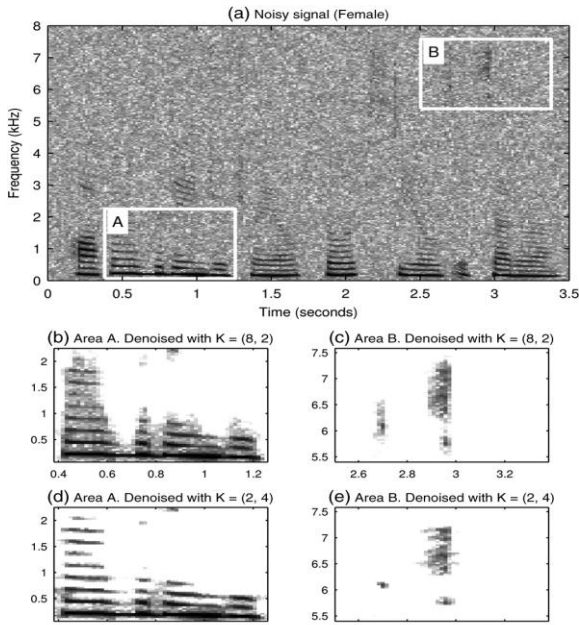 (a) Noisy signal (Female)
8
7
6
5
4
3
2
1
0
Frequency (kHz)
A
B
0 0.5 1 1.5 2 2.5 3 3.5
Time (seconds)
(b) Area A. Denoised with K = (8, 2)
2
1.5
1
0.5
0.4 0.6 0.8 1 1.2
(c) Area B. Denoised with K = (8, 2)
7.5
7
6.5
6
5.5
2.6 2.8 3 3.2
(d) Area A. Denoised with K = (2, 4)
2
1.5
1
0.5
(e) Area B. Denoised with K = (2, 4)
7.5
7
6.5
6
5.5